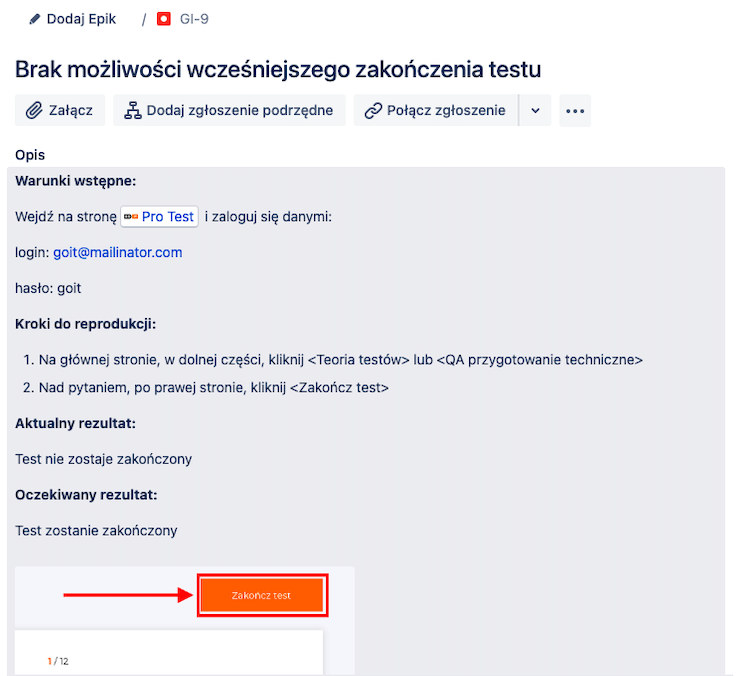 Dodaj Epik / GI-9
Brak możliwości wcześniejszego zakończenia testu
Załącz Dodaj zgłoszenie podrzędne Połącz zgłoszenie
Opis
Warunki wstępne:
Wejdź na stronę Pro Test i zaloguj się danymi:
login: goit@mailinator.com
hasło: goit
Kroki do reprodukcji:
1. Na głównej stronie, w dolnej części, kliknij <Teoria testów> lub <QA przygotowanie techniczne>
2. Nad pytaniem, po prawej stronie, kliknij <Zakończ test>
Aktualny rezultat:
Test nie zostaje zakończony
Oczekiwany rezultat:
Test zostanie zakończony
Zakończ test
1 / 12